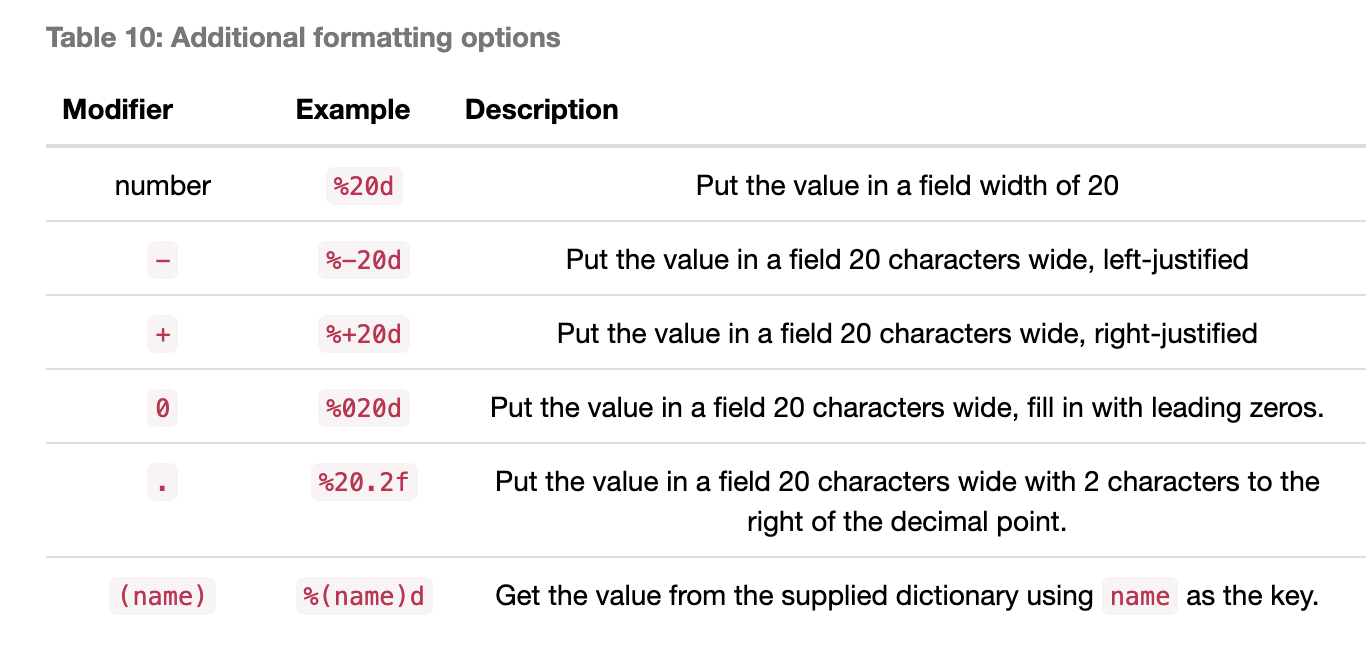 Table 10: Additional formatting options
Modifier Example Description
number %20d Put the value in a field width of 20
- %-20d Put the value in a field 20 characters wide, left-justified
+ %+20d Put the value in a field 20 characters wide, right-justified
0 %020d Put the value in a field 20 characters wide, fill in with leading zeros.
. %20.2f Put the value in a field 20 characters wide with 2 characters to the
right of the decimal point.
(name) %(name)d Get the value from the supplied dictionary using name as the key.